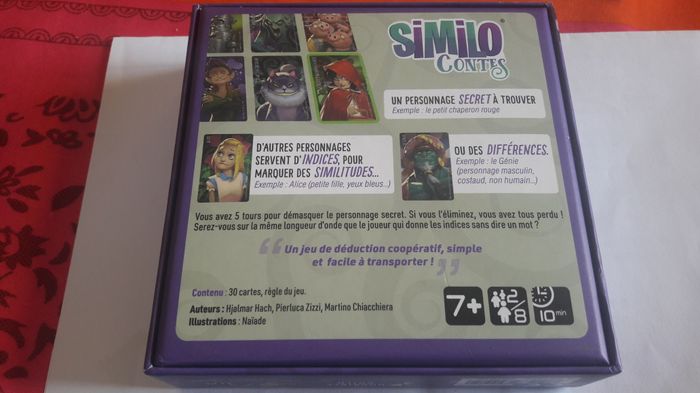 SiMiLO
CONTES
UN PERSONNAGE SECRET À TROUVER
Exemple : le petit chaperon rouge
D'AUTRES PERSONNAGES
SERVENT D'INDICES, POUR
MARQUER DES SIMILITUDES...
Exemple : Alice (petite fille, yeux bleus...)
OU DES DIFFÉRENCES.
Exemple : le Génie
(personnage masculin,
costaud, non humain...)
Vous avez 5 tours pour démasquer le personnage secret. Si vous l'éliminez, vous avez tous perdu !
Serez-vous sur la même longueur d'onde que le joueur qui donne les indices sans dire un mot ?
“ Un jeu de déduction coopératif, simple
et facile à transporter ! ”
Contenu : 30 cartes, règle du jeu.
Auteurs : Hjalmar Hach, Pierluca Zizzi, Martino Chiacchiera
Illustrations : Naïade
7+
2/8
15
10 min